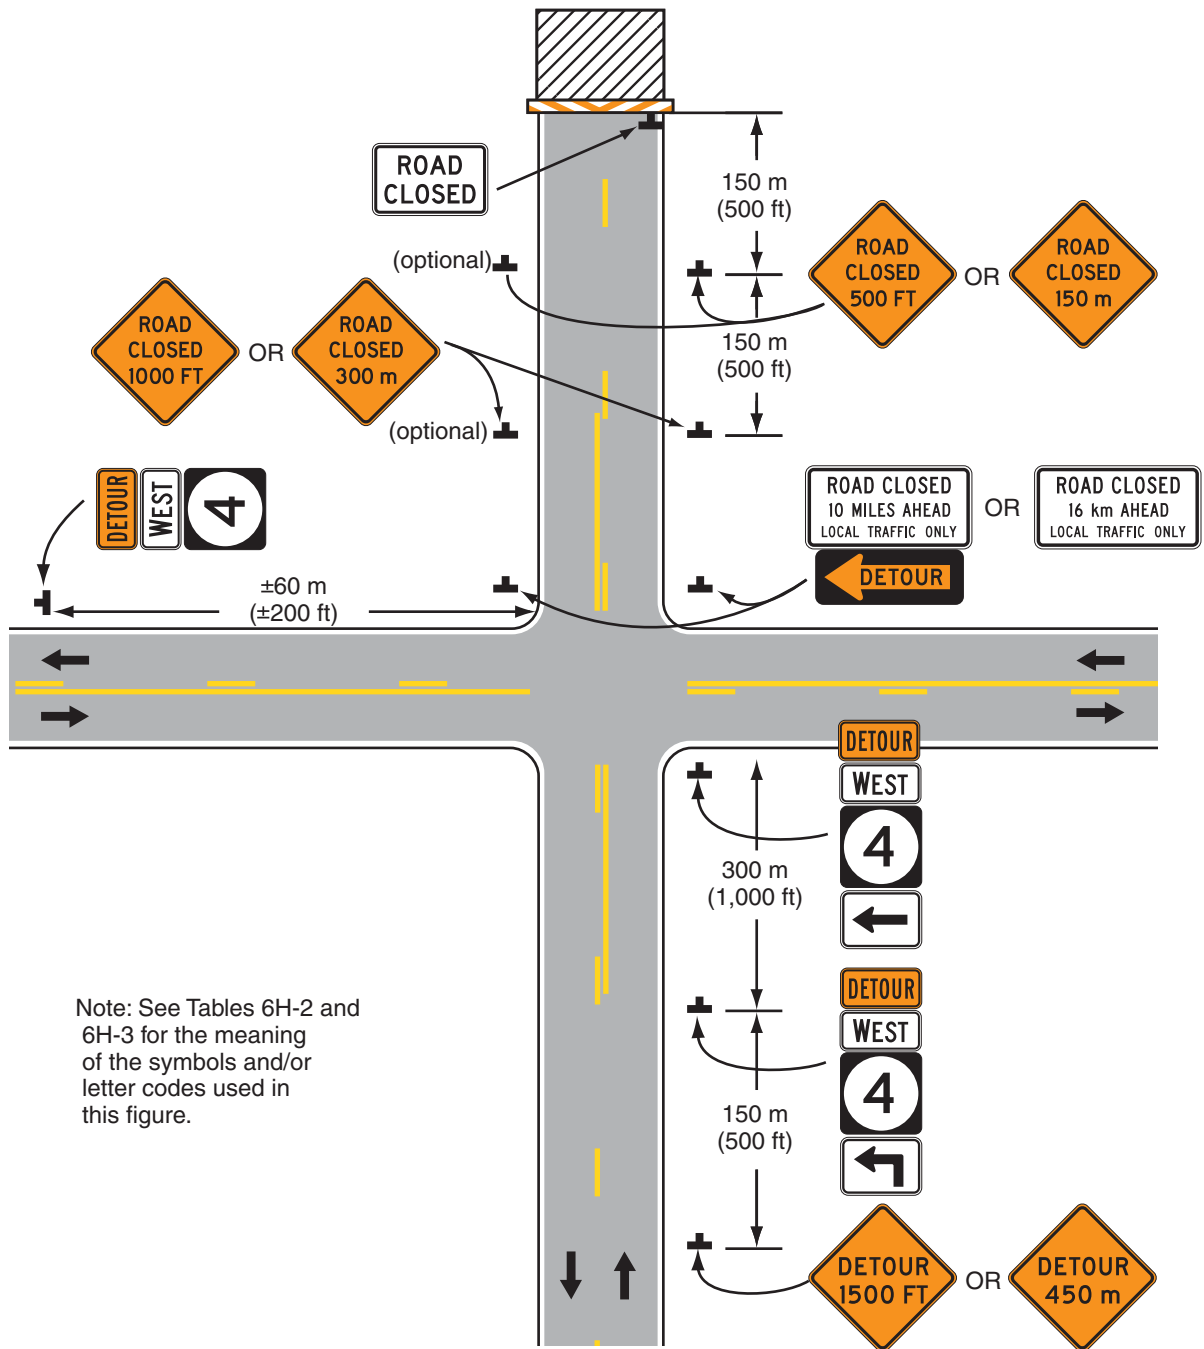 ROAD
CLOSED
150 m
(500 ft)
(optional)
ROAD
CLOSED
500 FT
OR
ROAD
CLOSED
150 m
ROAD
CLOSED
1000 FT
OR
ROAD
CLOSED
300 m
150 m
(500 ft)
(optional)
DETOUR
WEST
4
ROAD CLOSED
10 MILES AHEAD
LOCAL TRAFFIC ONLY
DETOUR
OR
ROAD CLOSED
16 km AHEAD
LOCAL TRAFFIC ONLY
±60 m
(±200 ft)
DETOUR
WEST
4
300 m
(1,000 ft)
DETOUR
WEST
4
Note: See Tables 6H-2 and
6H-3 for the meaning
of the symbols and/or
letter codes used in
this figure.
150 m
(500 ft)
DETOUR
1500 FT
OR
DETOUR
450 m